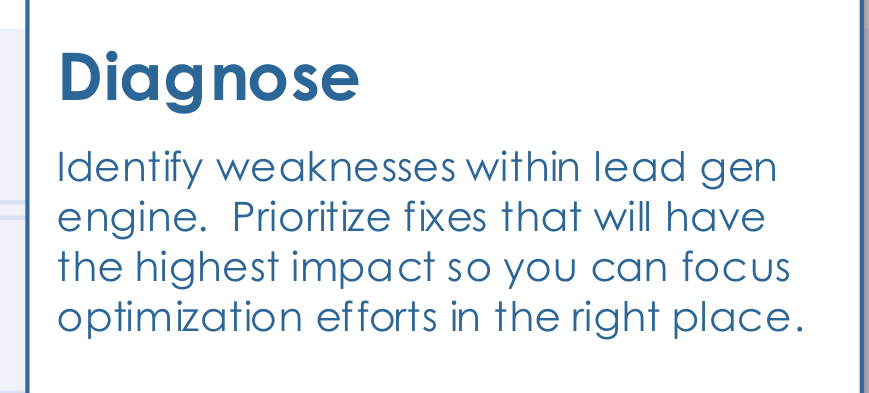 Diagnose
Identify weaknesses within lead gen
engine.  Prioritize fixes that will have
the highest impact so you can focus
optimization efforts in the right place.